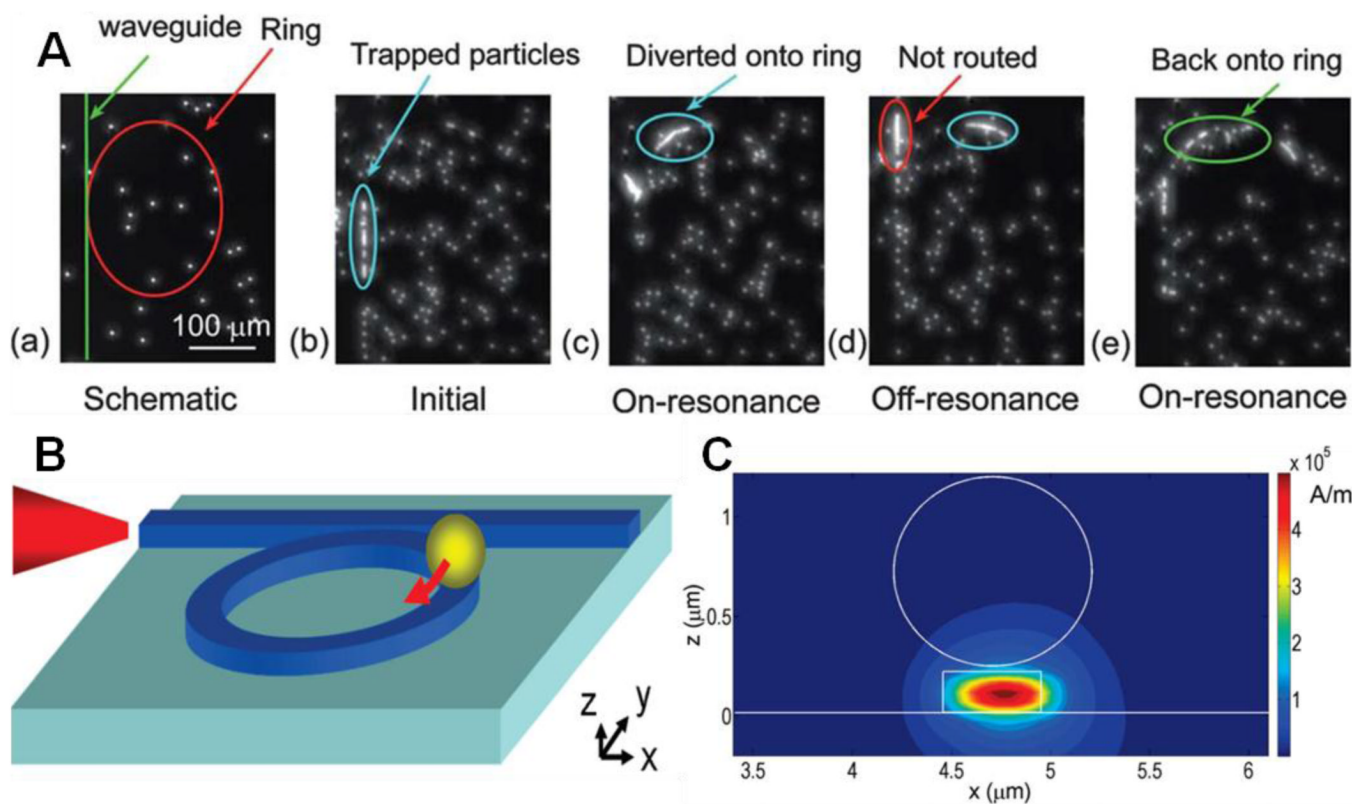 A
waveguide
Ring
Trapped particles
Diverted onto ring
Not routed
Back onto ring
100 μm
(a)
(b)
(c)
(d)
(e)
Schematic
Initial
On-resonance
Off-resonance
On-resonance
B
z
y
x
C
x 10⁵
A/m
4
3
2
1
1
0.5
0
z (μm)
3.5
4
4.5
5
5.5
6
x (μm)